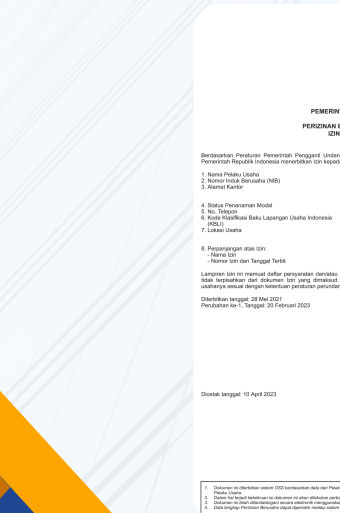 PEMERIN
PERIZINAN B
IZIN
Berdasarkan Peraturan Pemerintah Pengganti Undan
Pemerintah Republik Indonesia menerbitkan Izin kepada
1. Nama Pelaku Usaha
2. Nomor Induk Berusaha (NIB)
3. Alamat Kantor
4. Status Penanaman Modal
5. No. Telepon
6. Kode Klasifikasi Baku Lapangan Usaha Indonesia
(KBLI)
7. Lokasi Usaha
8. Perpanjangan atas Izin:
- Nama Izin
- Nomor Izin dan Tanggal Terbit
Lampiran Izin ini memuat daftar persyaratan dan/atau
tidak terpisahkan dari dokumen Izin yang dimaksud.
usahanya sesuai dengan ketentuan peraturan perundan
Diterbitkan tanggal: 28 Mei 2021
Perubahan ke-1, Tanggal: 20 Februari 2023
Dicetak tanggal: 10 April 2023
1. Dokumen ini diterbitkan sistem OSS berdasarkan data dari Pelak
Pelaku Usaha.
2. Dalam hal terjadi kekeliruan isi dokumen ini akan dilakukan perba
3. Dokumen ini telah ditandatangani secara elektronik menggunaka
4. Data lengkap Perizinan Berusaha dapat diperoleh melalui sistem